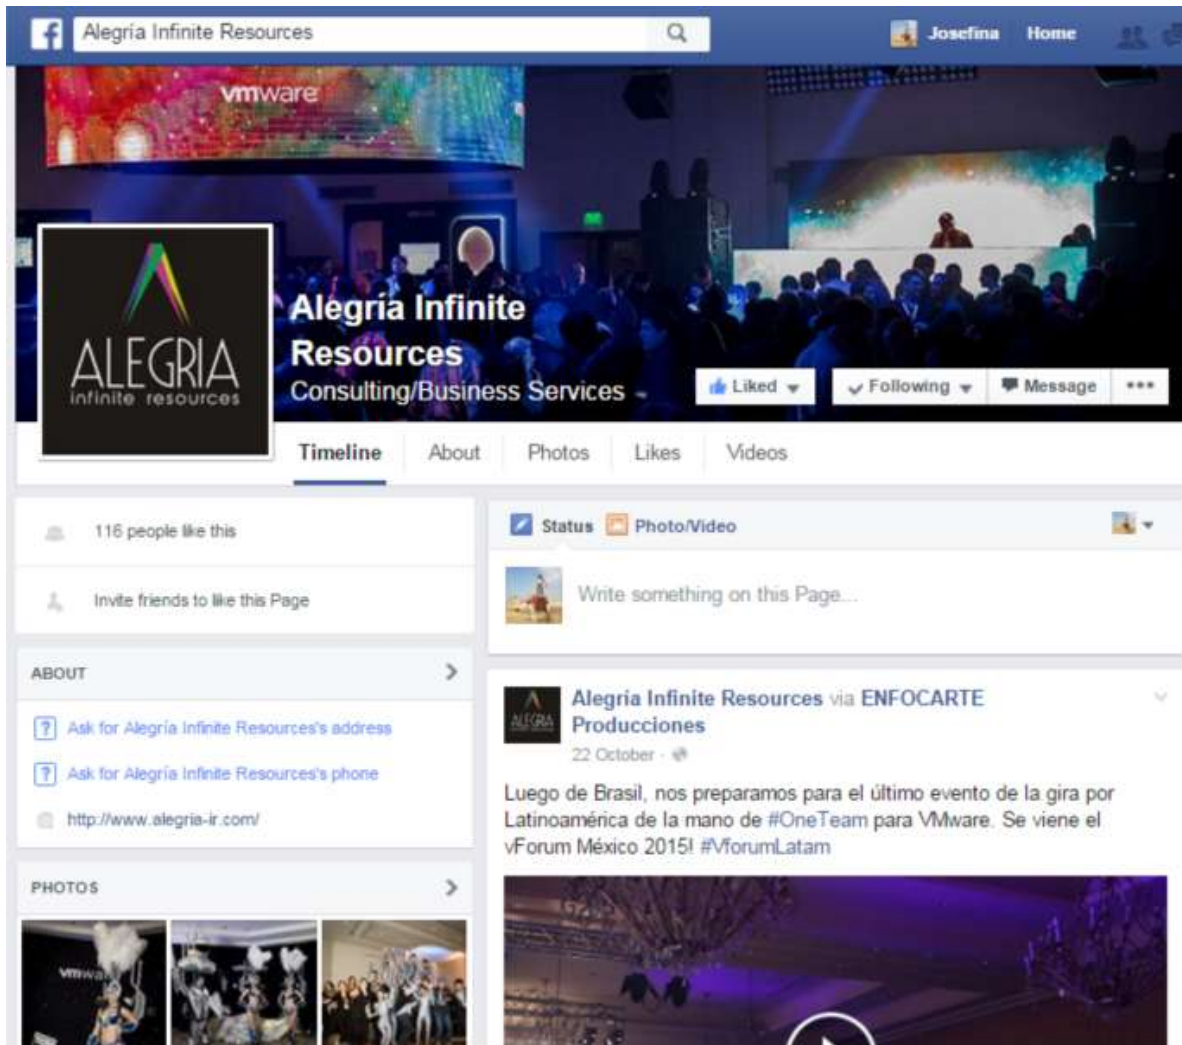 Alegría Infinite Resources
Josefina
Home
vmware
ALEGRIA
infinite resources
Alegría Infinite
Resources
Consulting/Business Services
Liked
Following
Message
Timeline
About
Photos
Likes
Videos
116 people like this
Invite friends to like this Page
ABOUT
? Ask for Alegría Infinite Resources's address
? Ask for Alegría Infinite Resources's phone
http://www.alegria-ir.com/
PHOTOS
vmwa
Status
Photo/Video
Write something on this Page...
ALEGRIA
Alegría Infinite Resources via ENFOCARTE
Producciones
22 October ·
Luego de Brasil, nos preparamos para el último evento de la gira por
Latinoamérica de la mano de #OneTeam para VMware. Se viene el
vForum México 2015! #VforumLatam